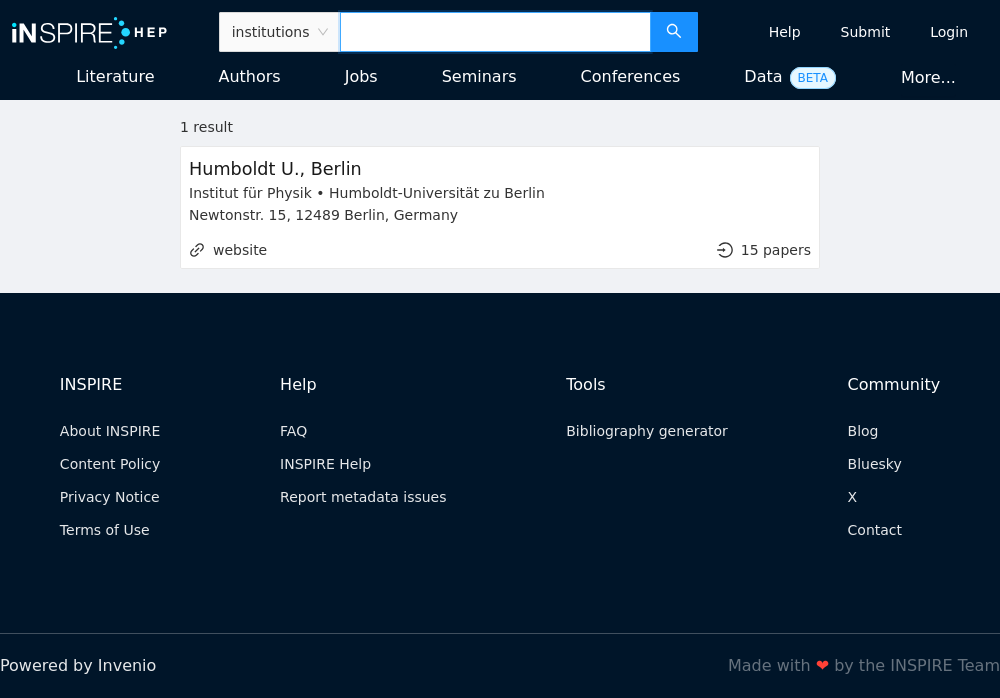 iNSPIRE HEP
institutions
Help
Submit
Login
Literature
Authors
Jobs
Seminars
Conferences
Data BETA
More...
1 result
Humboldt U., Berlin
Institut für Physik • Humboldt-Universität zu Berlin
Newtonstr. 15, 12489 Berlin, Germany
website
15 papers
INSPIRE
About INSPIRE
Content Policy
Privacy Notice
Terms of Use
Help
FAQ
INSPIRE Help
Report metadata issues
Tools
Bibliography generator
Community
Blog
Bluesky
X
Contact
Powered by Invenio
Made with ❤ by the INSPIRE Team